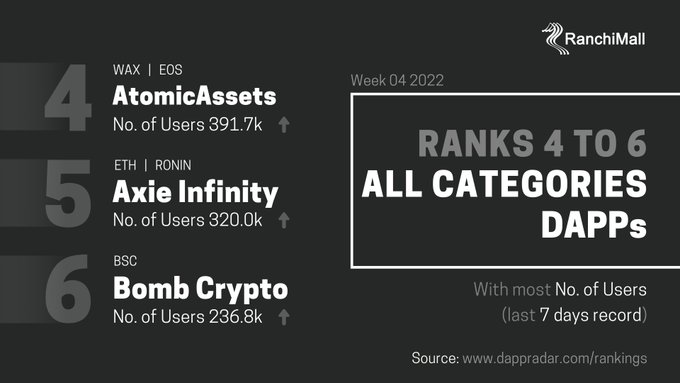 RanchiMall
4
WAX | EOS
AtomicAssets
No. of Users 391.7k
5
ETH | RONIN
Axie Infinity
No. of Users 320.0k
6
BSC
Bomb Crypto
No. of Users 236.8k
Week 04 2022
RANKS 4 TO 6
ALL CATEGORIES
DAPPs
With most No. of Users
(last 7 days record)
Source: www.dappradar.com/rankings